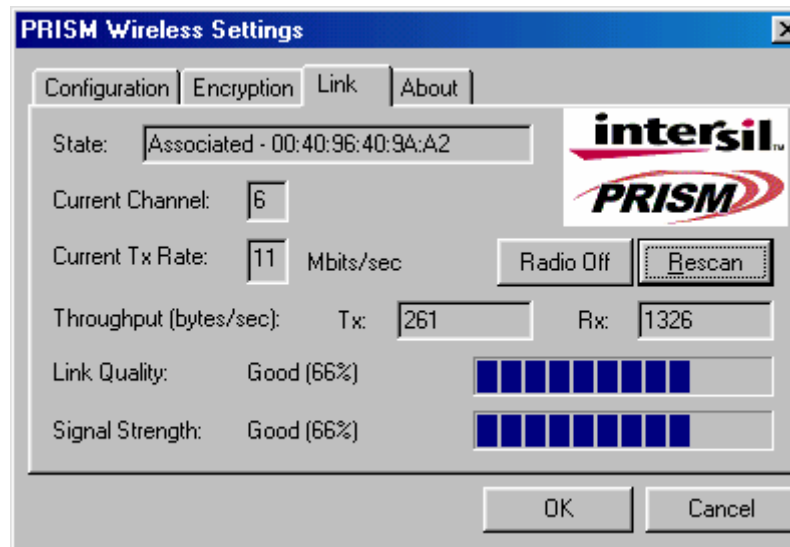 PRISM Wireless Settings
Configuration Encryption Link About
State: Associated - 00:40:96:40:9A:A2
intersil™
PRISM
Current Channel: 6
Current Tx Rate: 11 Mbits/sec Radio Off Rescan
Throughput (bytes/sec): Tx: 261 Rx: 1326
Link Quality: Good (66%)
Signal Strength: Good (66%)
OK Cancel